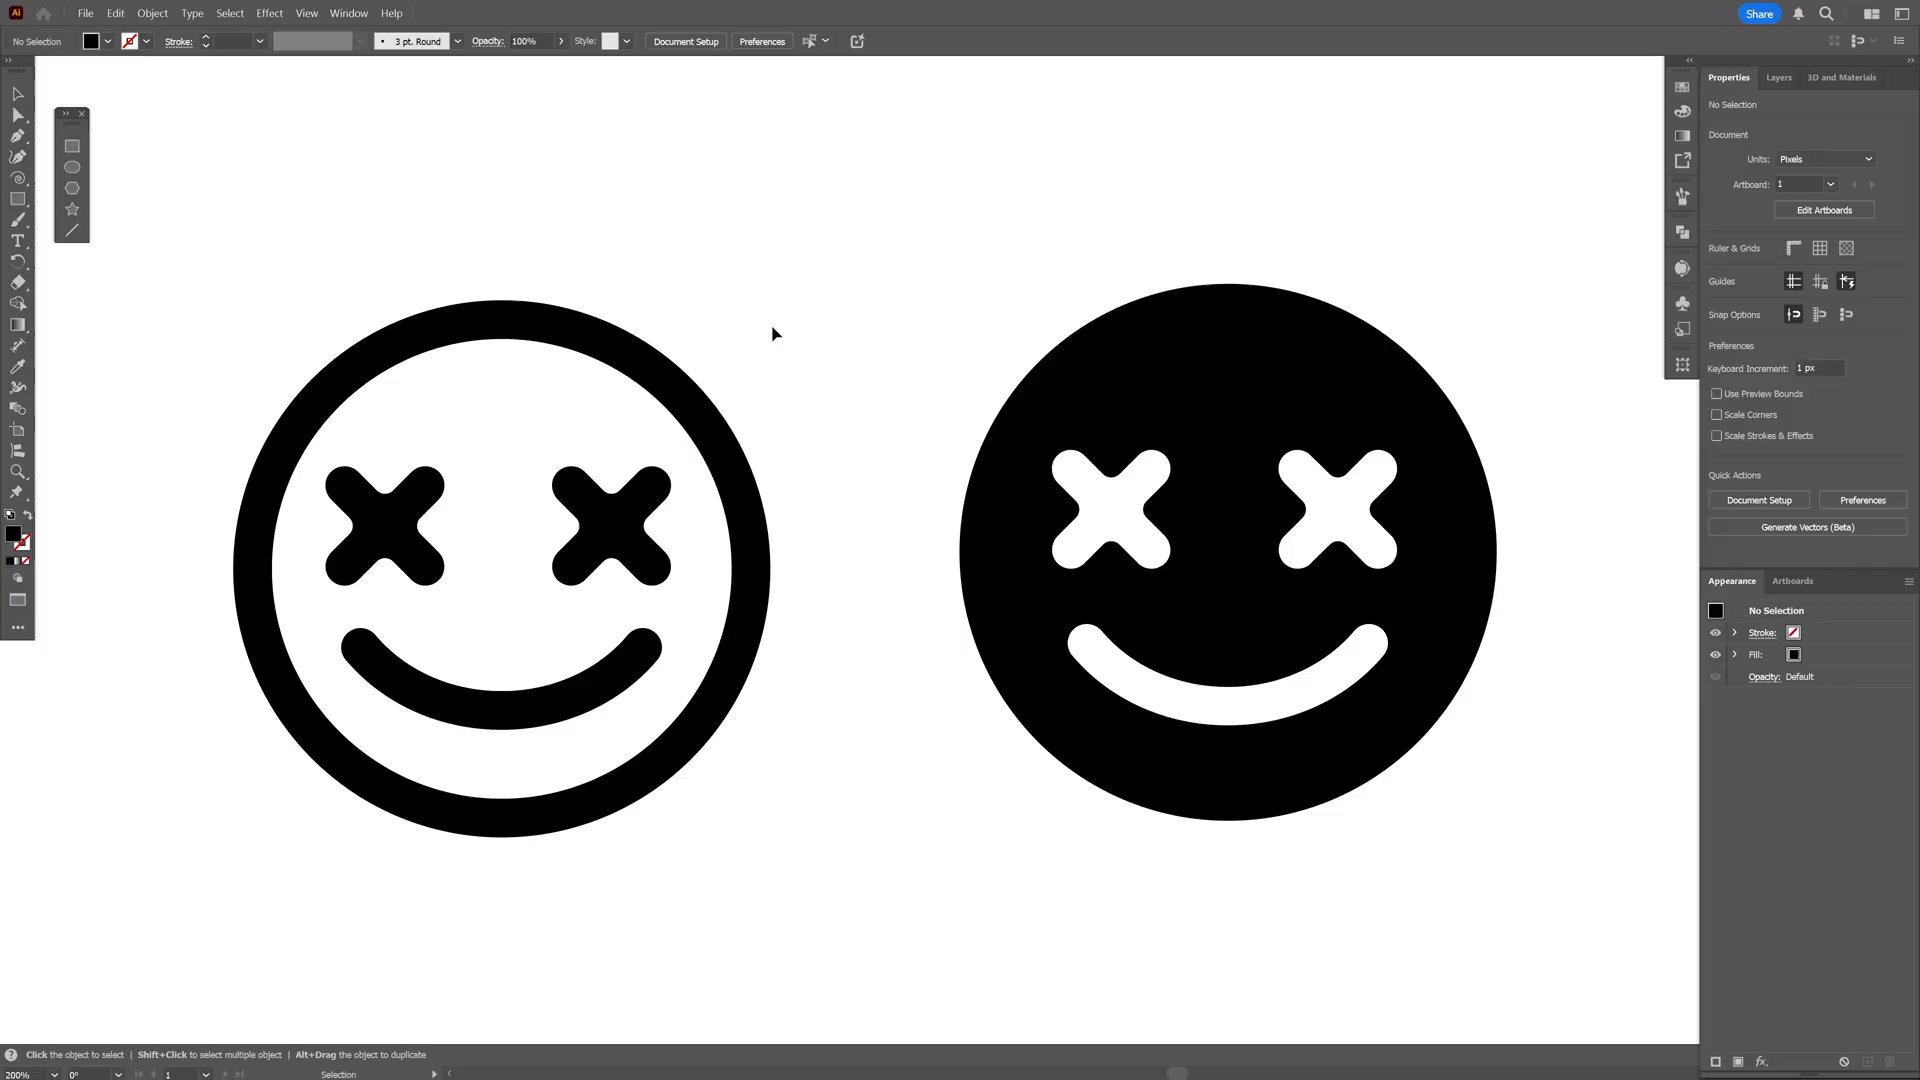 Ai File Edit Object Type Select Effect View Window Help Share
No Selection Stroke: 3 pt. Round Opacity: 100% Style: Document Setup Preferences
Properties Layers 3D and Materials
No Selection
Document
Units: Pixels
Artboard: 1
Edit Artboards
Ruler & Grids
Guides
Snap Options
Preferences
Keyboard Increment: 1 px
Use Preview Bounds
Scale Corners
Scale Strokes & Effects
Quick Actions
Document Setup Preferences
Generate Vectors (Beta)
Appearance Artboards
No Selection
Stroke:
Fill:
Opacity: Default
fx.
Click the object to select Shift+Click to select multiple object Alt+Drag the object to duplicate
200% 0° 1 Selection